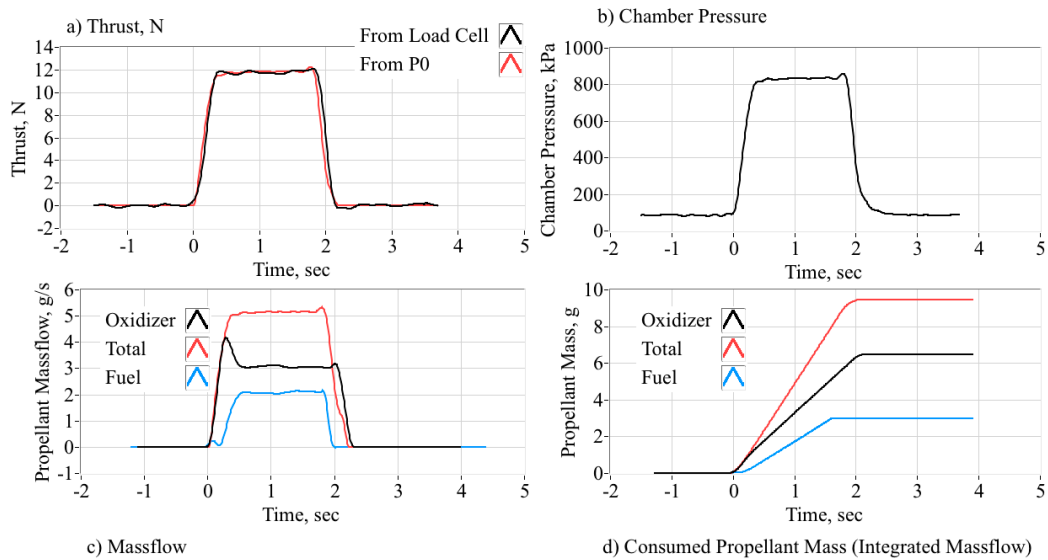 a) Thrust, N
From Load Cell
From P0
14
12
10
8
6
4
2
0
-2
Thrust, N
-2 -1 0 1 2 3 4 5
Time, sec
b) Chamber Pressure
1000
800
600
400
200
0
Chamber Perssure, kPa
-2 -1 0 1 2 3 4 5
Time, sec
Oxidizer
Total
Fuel
6
5
4
3
2
1
0
-1
Propellant Massflow, g/s
-2 -1 0 1 2 3 4 5
Time, sec
c) Massflow
Oxidizer
Total
Fuel
10
8
6
4
2
0
Propellant Mass, g
-2 -1 0 1 2 3 4 5
Time, sec
d) Consumed Propellant Mass (Integrated Massflow)